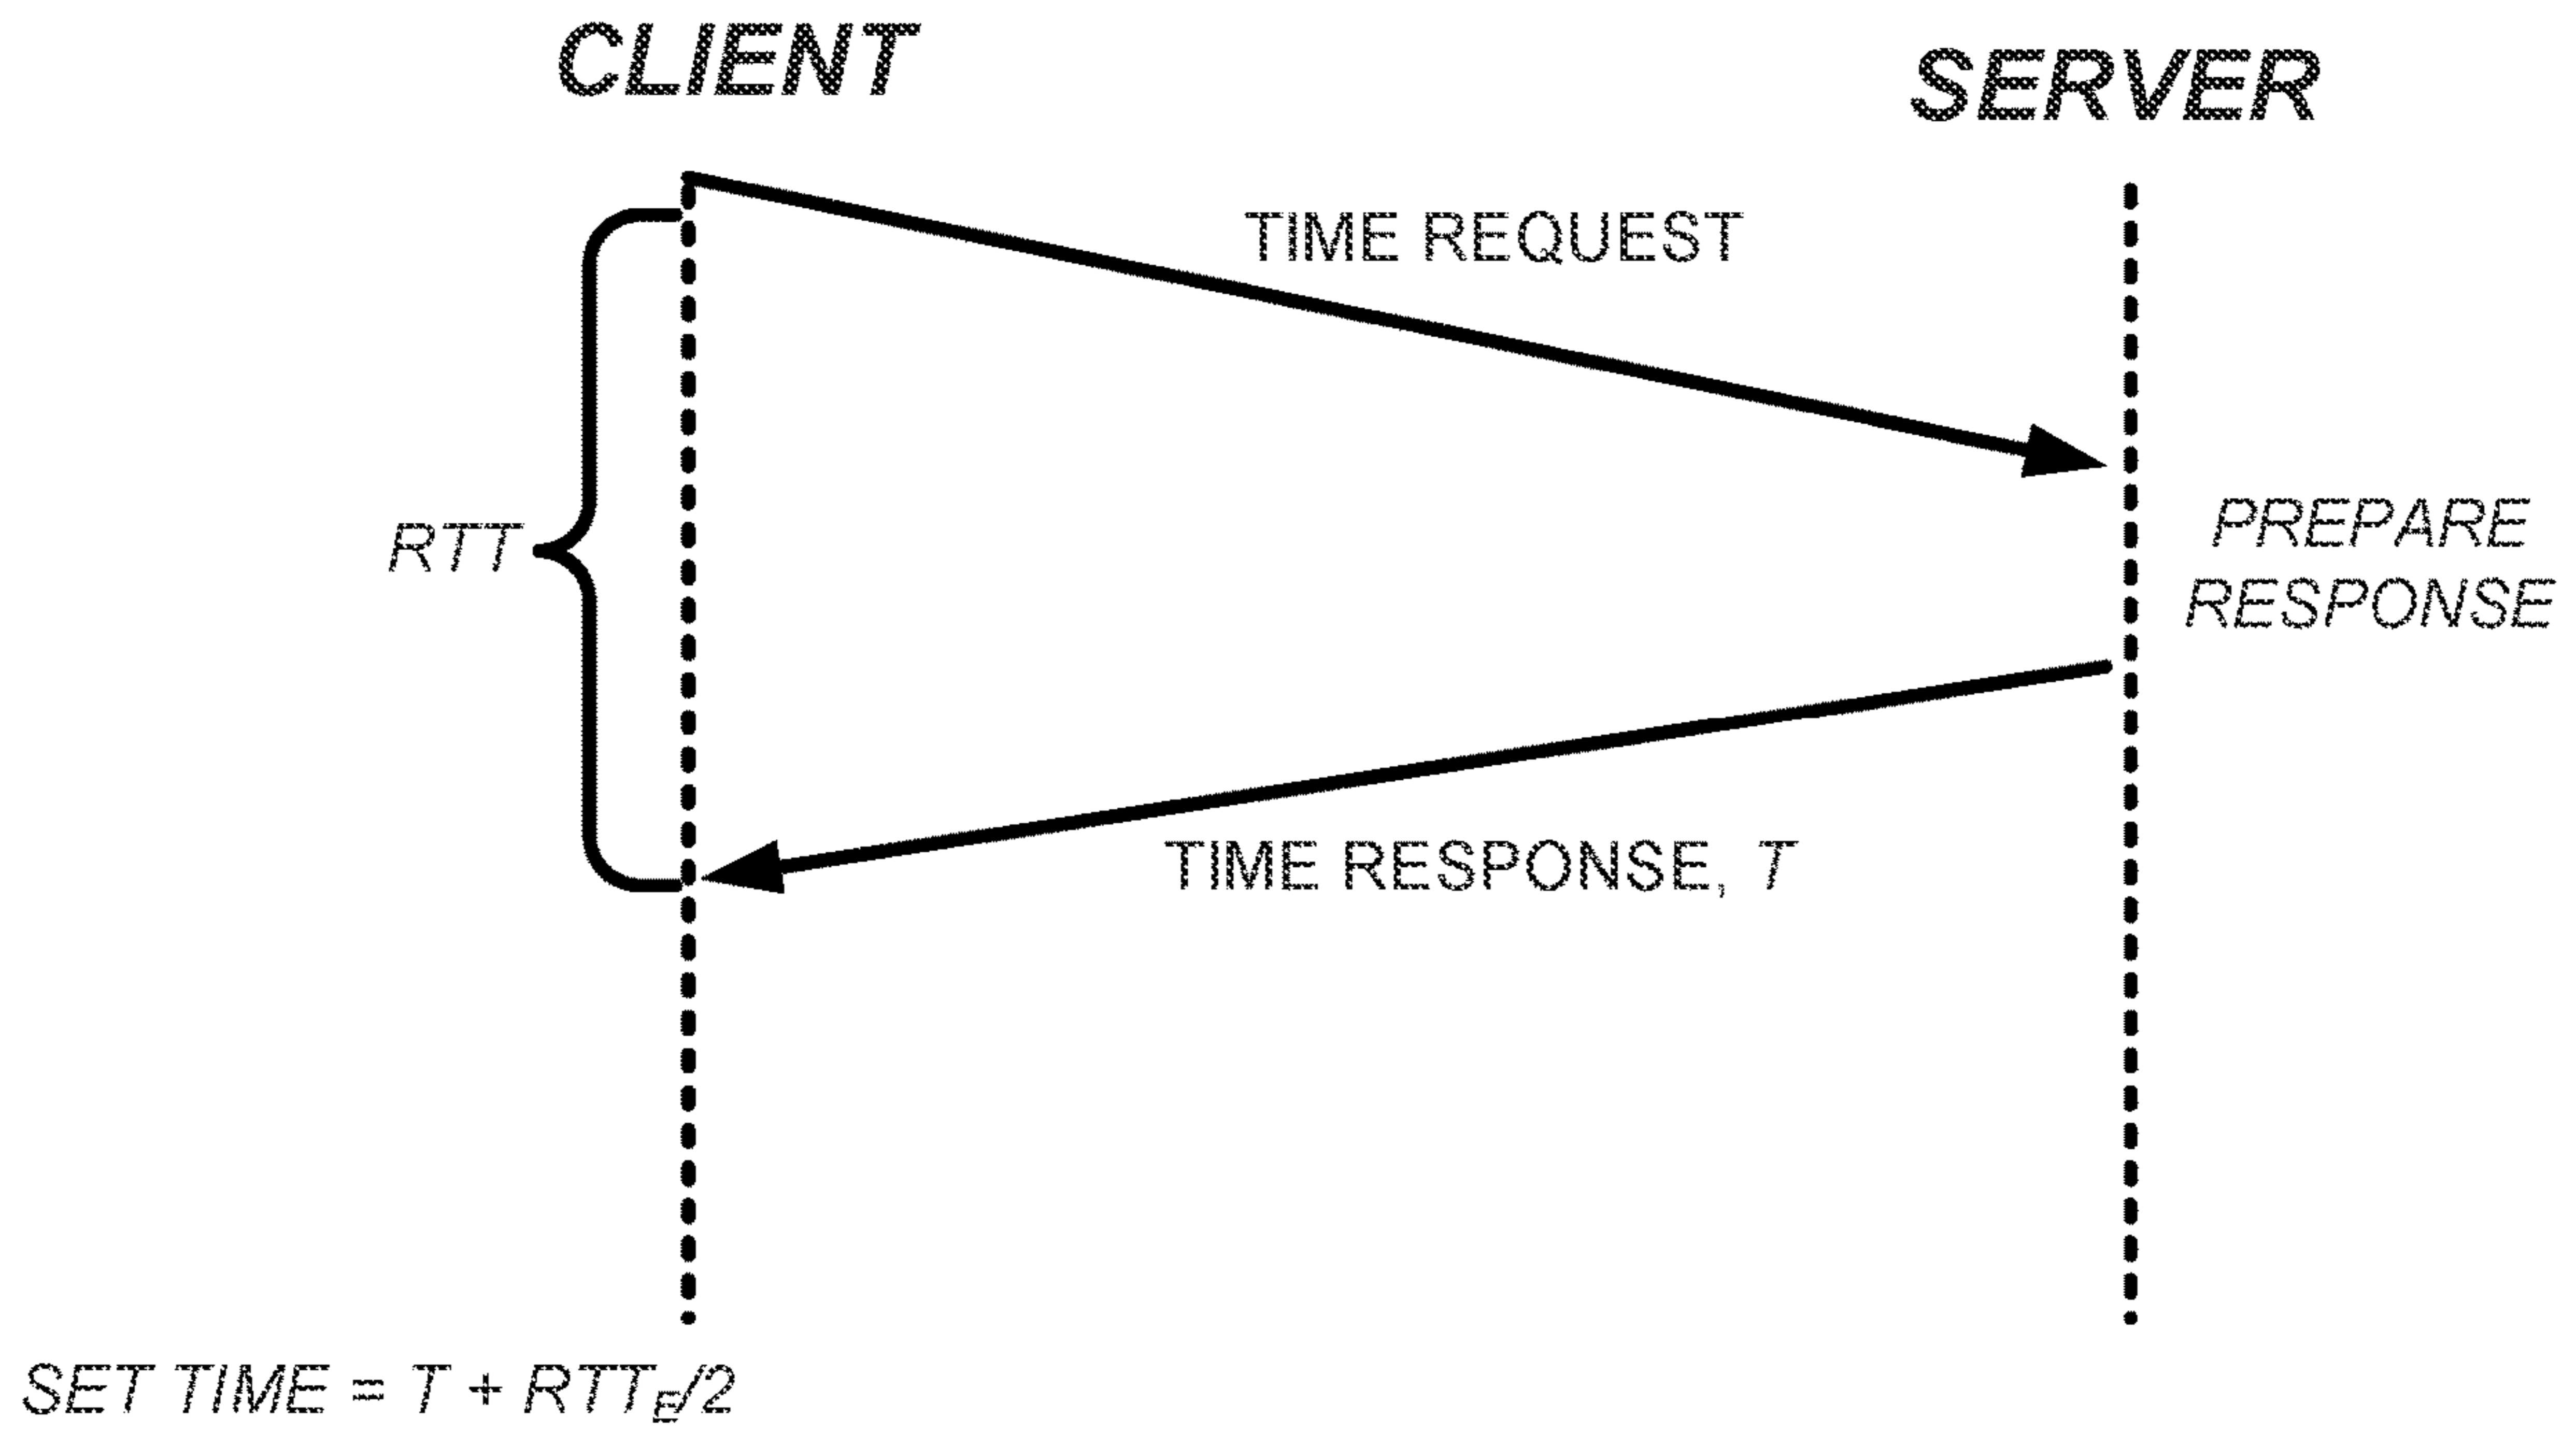 CLIENT
SERVER
TIME REQUEST
RTT
PREPARE
RESPONSE
TIME RESPONSE, T
SET TIME = T + RTT_E/2